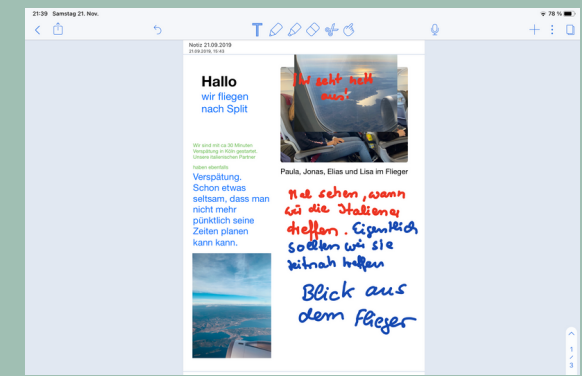 21:39 Samstag 21. Nov.
78 %
Notiz 21.09.2019
21.09.2019, 15:45
Hallo
wir fliegen
nach Split
Wir sind mit ca 30 Minuten
Verspätung in Köln gestartet.
Unsere italienischen Partner
haben ebenfalls
Verspätung.
Schon etwas
seltsam, dass man
nicht mehr
pünktlich seine
Zeiten planen
kann kann.
Ihr seht nett
aus!
Paula, Jonas, Elias und Lisa im Flieger
Mal sehen, wann
wir die Italiener
treffen. Eigentlich
sollten wir sie
zeitnah treffen
Blick aus
dem Flieger
1
3